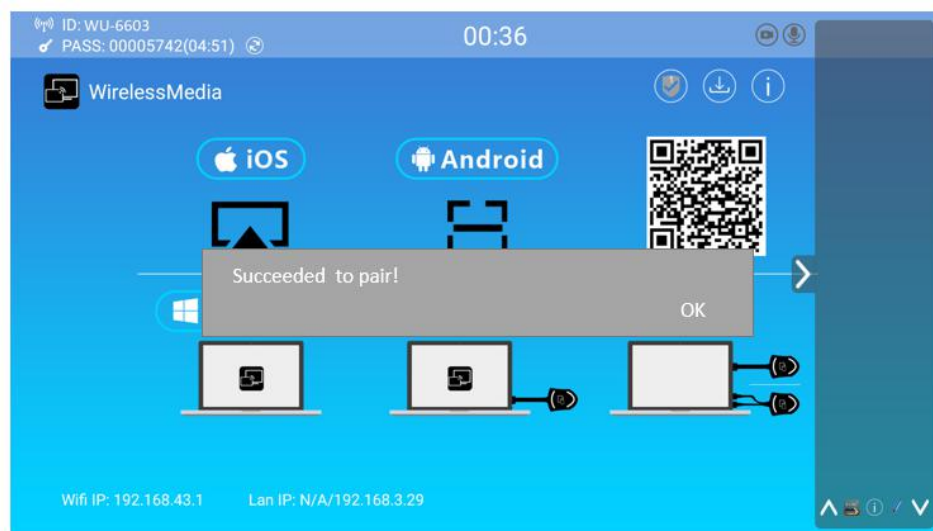 ID: WU-6603
PASS: 00005742(04:51)
00:36
WirelessMedia
iOS
Android
Succeeded to pair!
OK
Wifi IP: 192.168.43.1
Lan IP: N/A/192.168.3.29